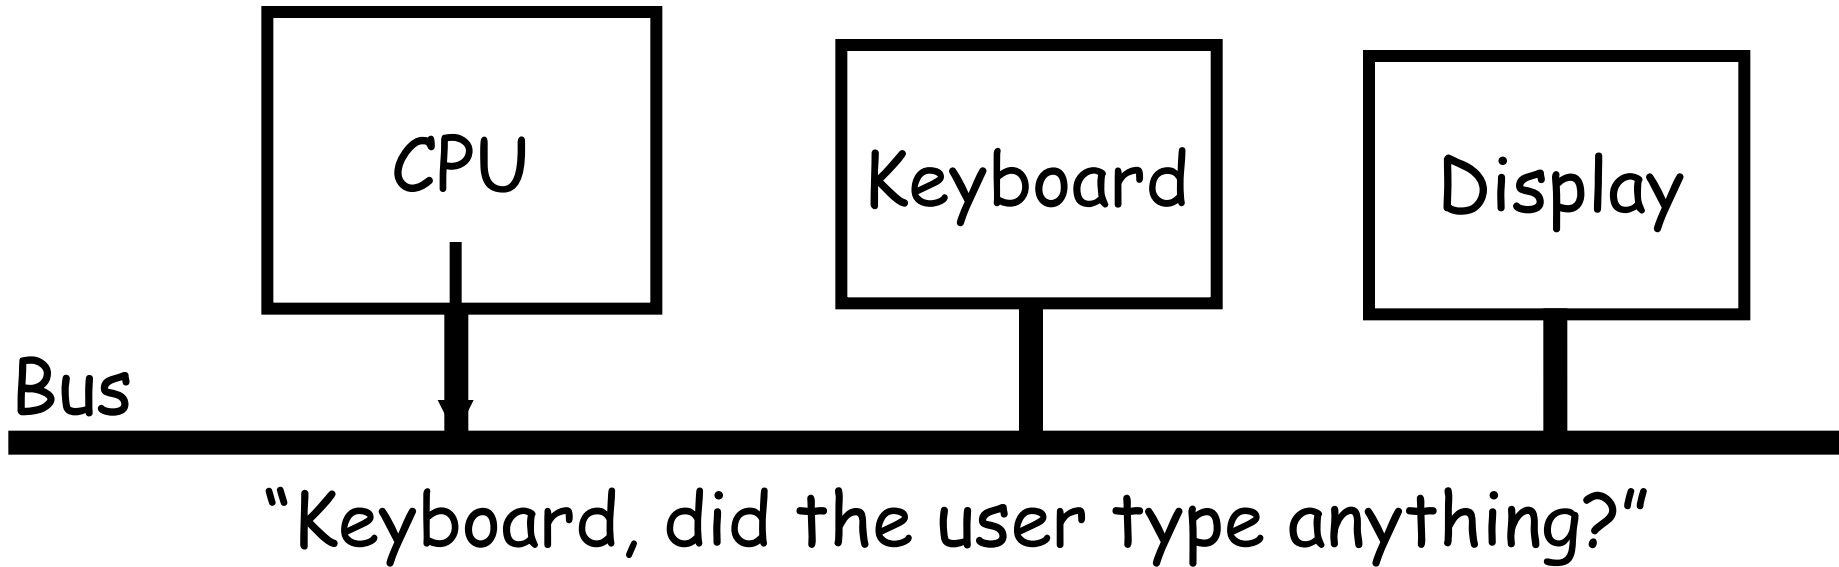 CPU
Keyboard
Display
Bus
“Keyboard, did the user type anything?”